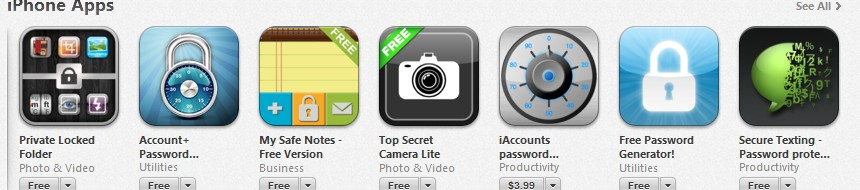 iPhone Apps
See All >
FREE
FREE
Private Locked
Folder
Photo & Video
Free
Account+
Password...
Utilities
Free
My Safe Notes -
Free Version
Business
Free
Top Secret
Camera Lite
Photo & Video
Free
iAccounts
password...
Productivity
$3.99
Free Password
Generator!
Utilities
Free
Secure Texting -
Password prote...
Productivity
Free